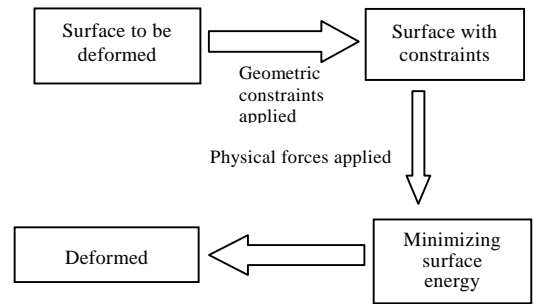 Surface to be
deformed
Geometric
constraints
applied
Surface with
constraints
Physical forces applied
Minimizing
surface
energy
Deformed